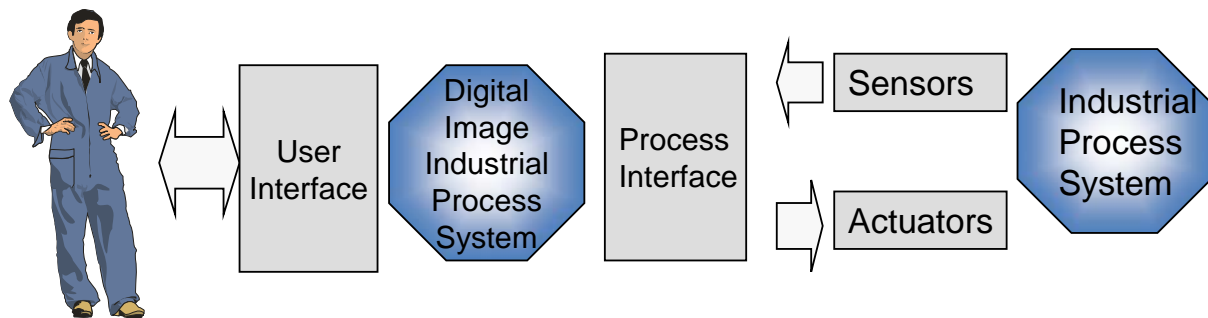 User
Interface
Digital
Image
Industrial
Process
System
Process
Interface
Sensors
Actuators
Industrial
Process
System